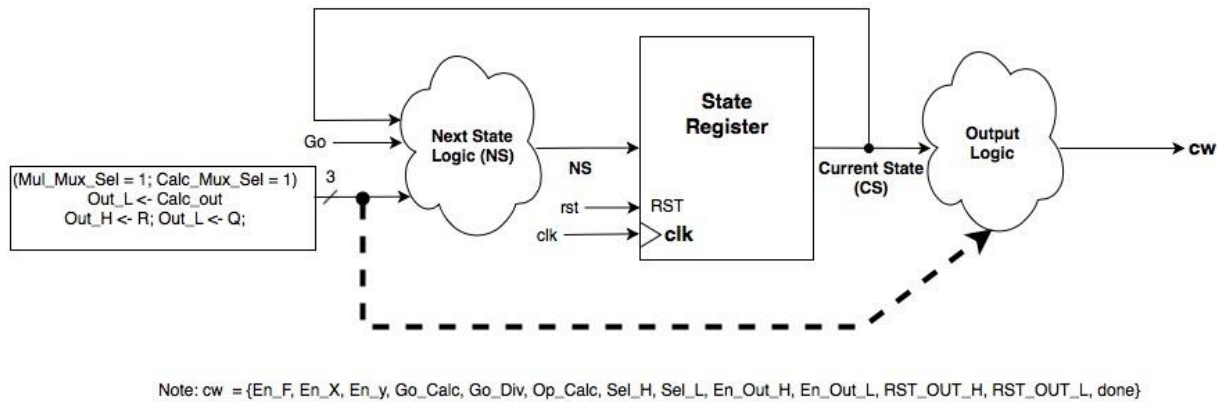 Next State
Logic (NS)
State
Register
Output
Logic
Go
NS
Current State
(CS)
cw
(Mul_Mux_Sel = 1; Calc_Mux_Sel = 1)
Out_L <- Calc_out
Out_H <- R; Out_L <- Q;
3
rst
RST
clk
clk
Note: cw = {En_F, En_X, En_y, Go_Calc, Go_Div, Op_Calc, Sel_H, Sel_L, En_Out_H, En_Out_L, RST_OUT_H, RST_OUT_L, done}